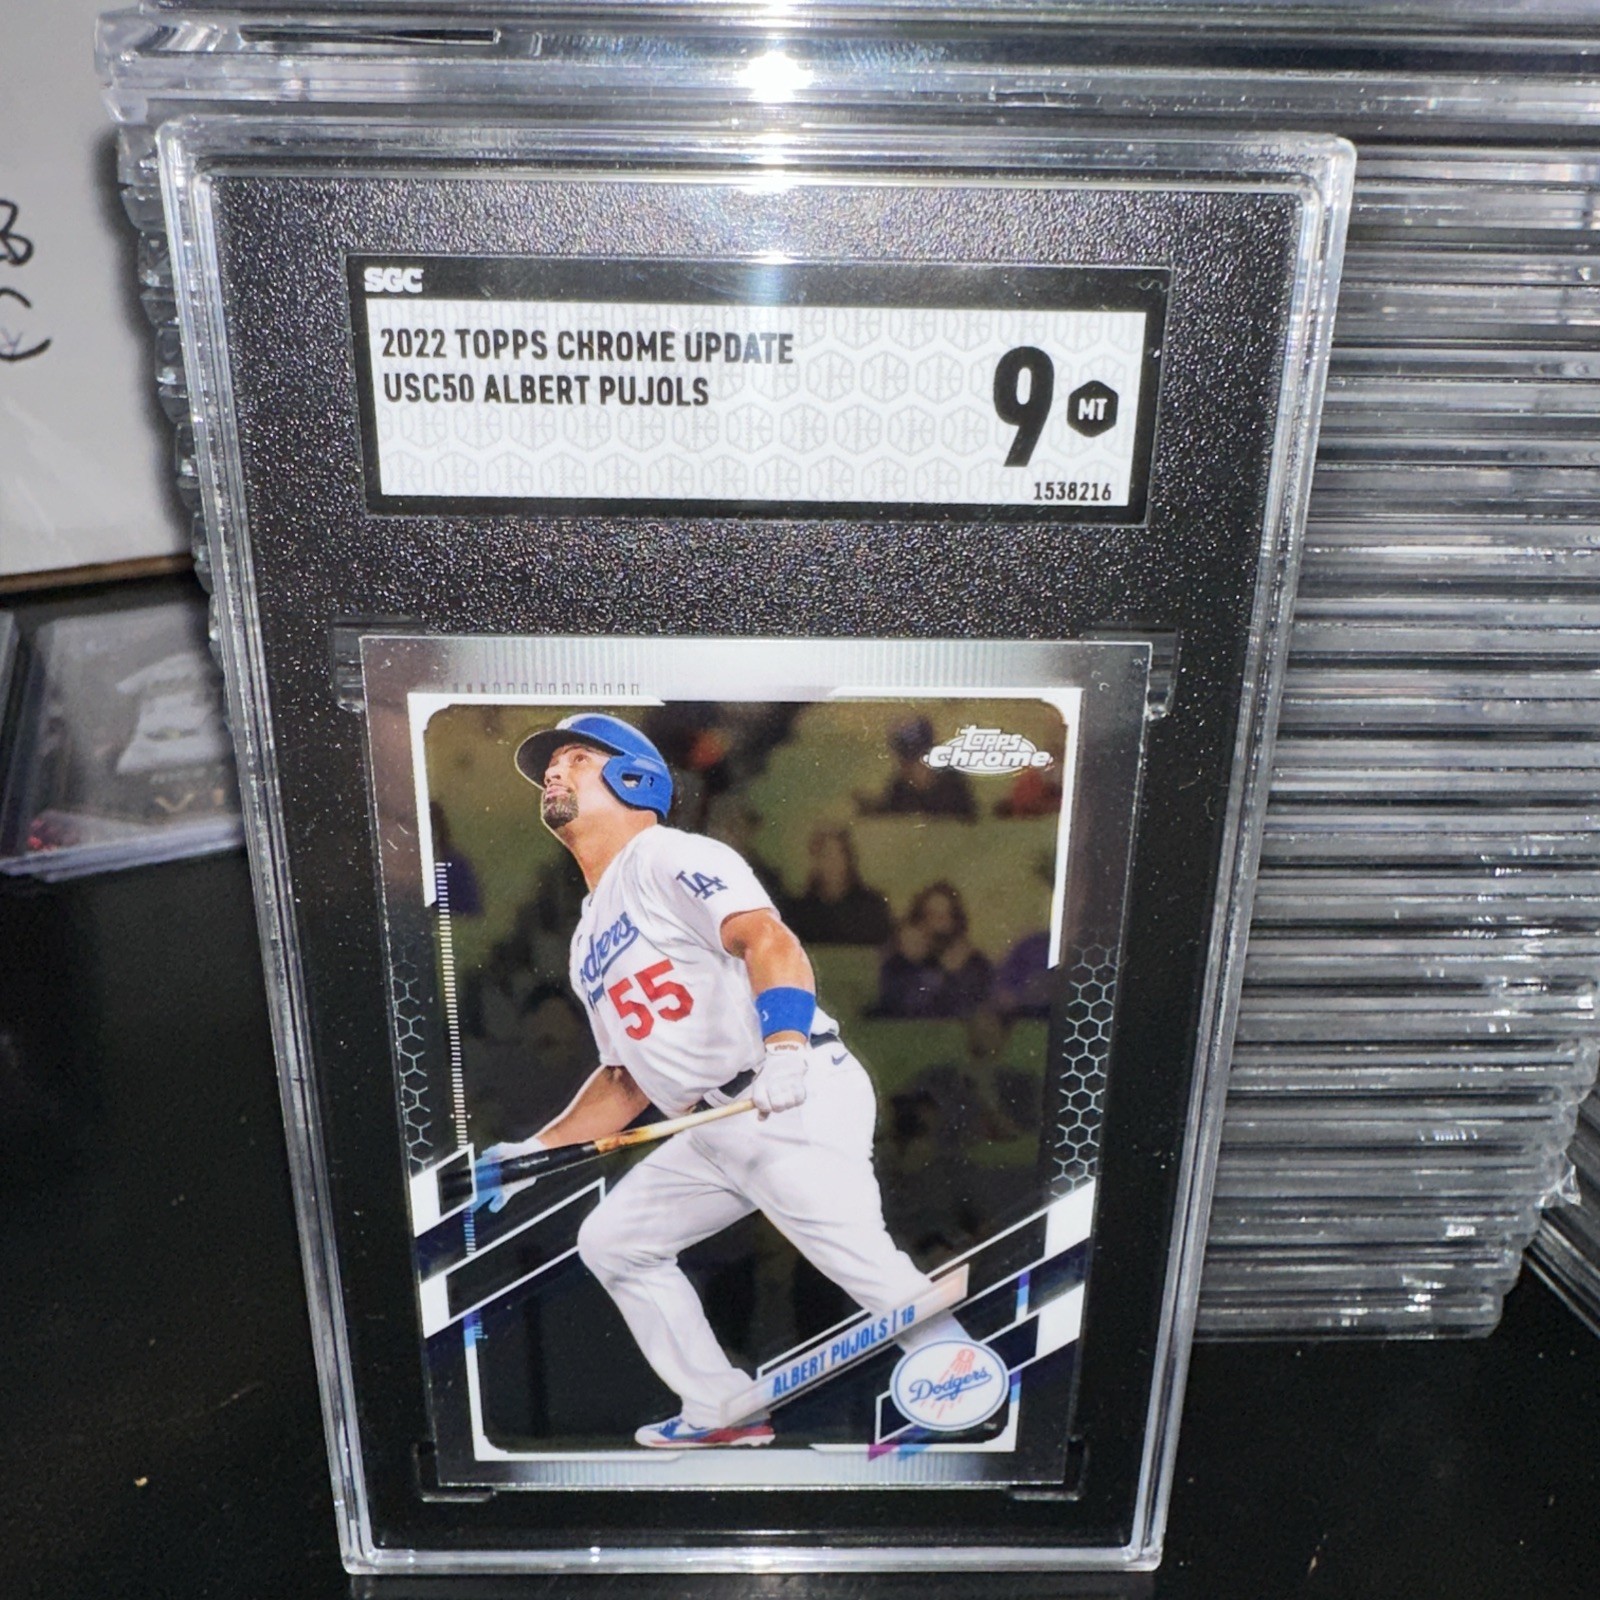 SGC
2022 TOPPS CHROME UPDATE
USC50 ALBERT PUJOLS
9 MT
1538216
Topps
Chrome
LA
Dodgers
55
ALBERT PUJOLS | 1B
Dodgers